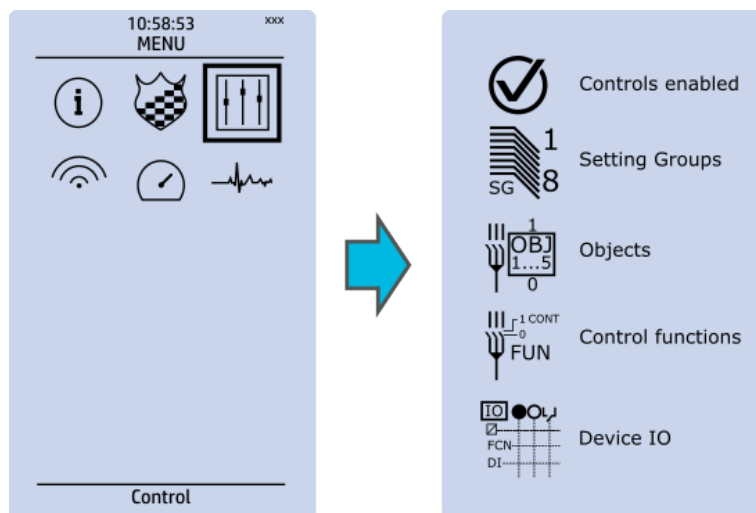 10:58:53
xxx
MENU
i
Control
Controls enabled
1
SG 8
Setting Groups
1
OBJ
1...5
0
Objects
1 CONT
0
FUN
Control functions
IO
FCN
DI
Device IO